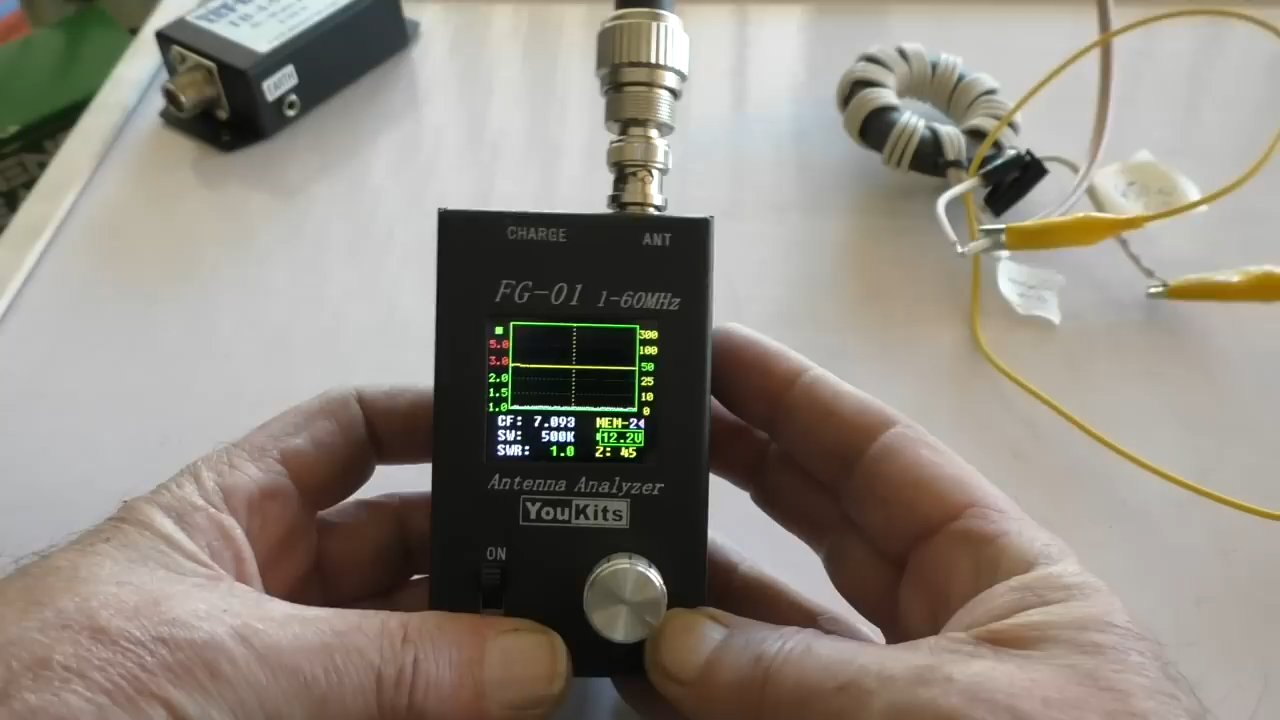 EARTH
CHARGE ANT
FG-01 1-60MHz
5.0 300
3.0 100
2.0 50
1.5 25
1.0 10
0
CF: 7.093 MEM-2
SW: 500K 12.2V
SWR: 1.0 Z: 45
Antenna Analyzer
YouKits
ON